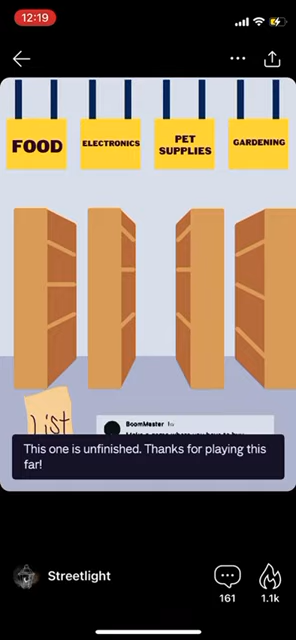 12:19
FOOD
ELECTRONICS
PET
SUPPLIES
GARDENING
List
BoomMaster
This one is unfinished. Thanks for playing this
far!
Streetlight
161
1.1k